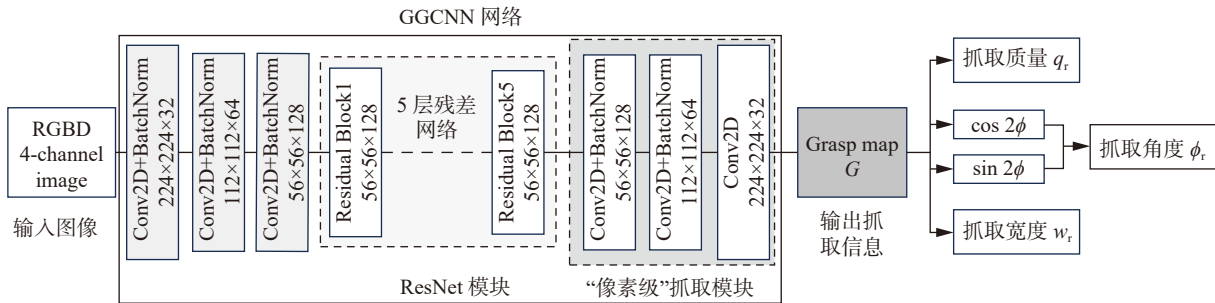 GGCNN 网络
RGBD
4-channel
image
输入图像
Conv2D+BatchNorm
224×224×32
Conv2D+BatchNorm
112×112×64
Conv2D+BatchNorm
56×56×128
Residual Block1
56×56×128
5 层残差
网络
Residual Block5
56×56×128
ResNet 模块
Conv2D+BatchNorm
56×56×128
Conv2D+BatchNorm
112×112×64
Conv2D
224×224×32
“像素级”抓取模块
Grasp map
G
输出抓
取信息
抓取质量 qr
cos 2ϕ
sin 2ϕ
抓取角度 ϕr
抓取宽度 wr